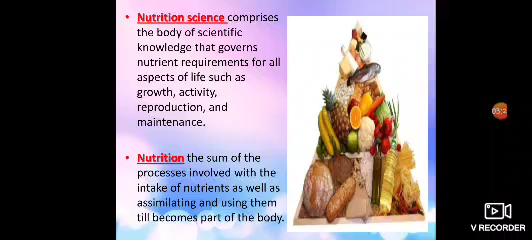 • Nutrition science comprises
the body of scientific
knowledge that governs
nutrient requirements for all
aspects of life such as
growth, activity,
reproduction, and
maintenance.
• Nutrition the sum of the
processes involved with the
intake of nutrients as well as
assimilating and using them
till becomes part of the body.
V RECORDER